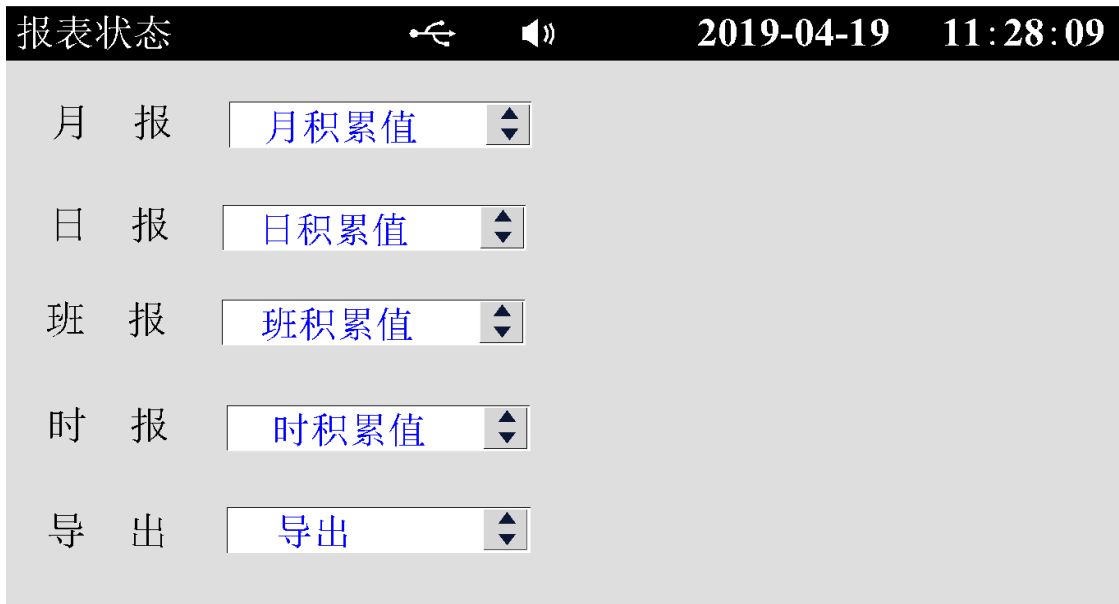 报表状态 2019-04-19 11:28:09
月 报 月积累值
日 报 日积累值
班 报 班积累值
时 报 时积累值
导 出 导出